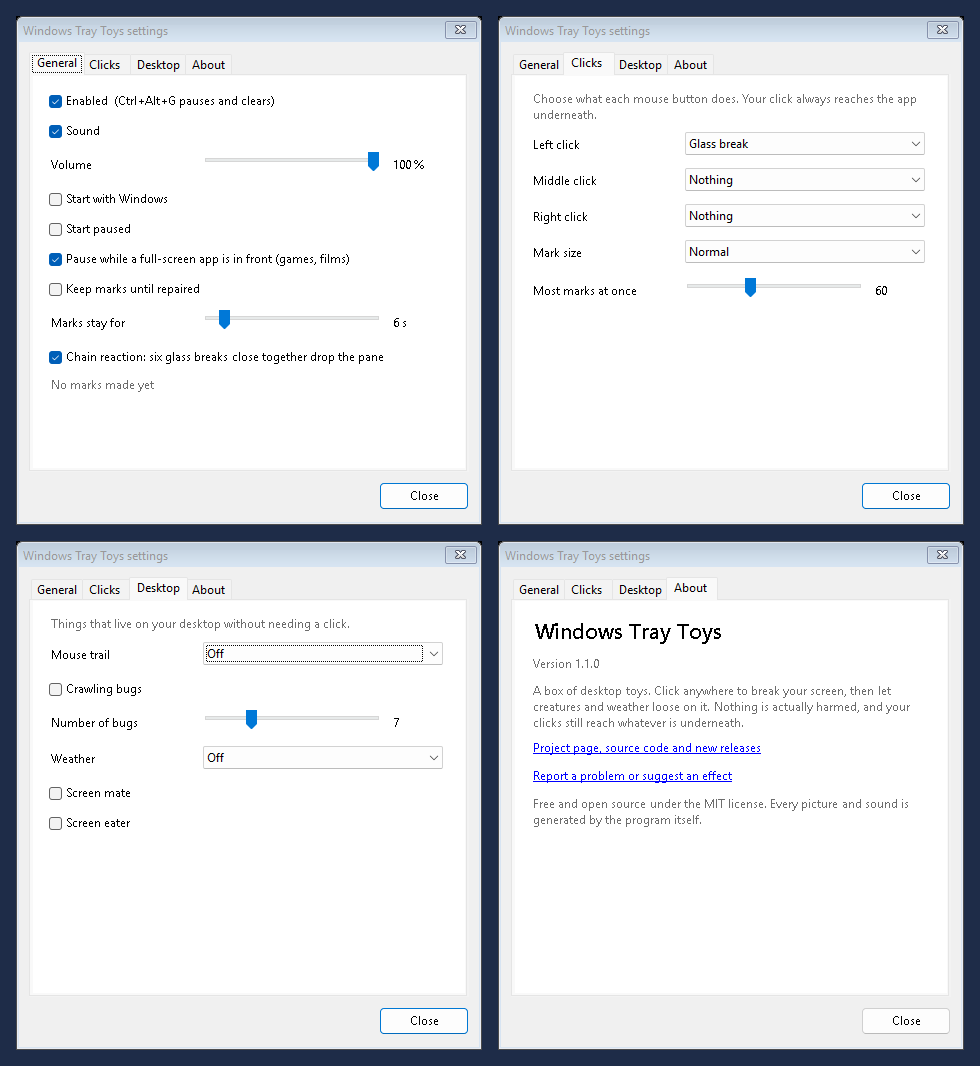 Windows Tray Toys settings
General Clicks Desktop About
Enabled (Ctrl+Alt+G pauses and clears)
Sound
Volume 100 %
Start with Windows
Start paused
Pause while a full-screen app is in front (games, films)
Keep marks until repaired
Marks stay for 6 s
Chain reaction: six glass breaks close together drop the pane
No marks made yet
Close
Windows Tray Toys settings
General Clicks Desktop About
Choose what each mouse button does. Your click always reaches the app
underneath.
Left click Glass break
Middle click Nothing
Right click Nothing
Mark size Normal
Most marks at once 60
Close
Windows Tray Toys settings
General Clicks Desktop About
Things that live on your desktop without needing a click.
Mouse trail Off
Crawling bugs
Number of bugs 7
Weather Off
Screen mate
Screen eater
Close
Windows Tray Toys settings
General Clicks Desktop About
Windows Tray Toys
Version 1.1.0
A box of desktop toys. Click anywhere to break your screen, then let
creatures and weather loose on it. Nothing is actually harmed, and your
clicks still reach whatever is underneath.
Project page, source code and new releases
Report a problem or suggest an effect
Free and open source under the MIT license. Every picture and sound is
generated by the program itself.
Close